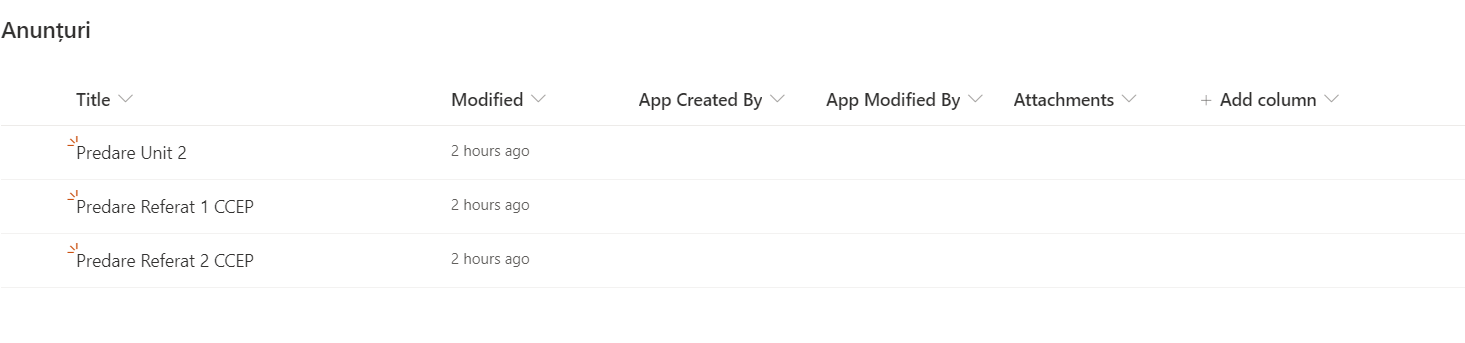 Anunțuri
Title Modified App Created By App Modified By Attachments + Add column
Predare Unit 2 2 hours ago
Predare Referat 1 CCEP 2 hours ago
Predare Referat 2 CCEP 2 hours ago